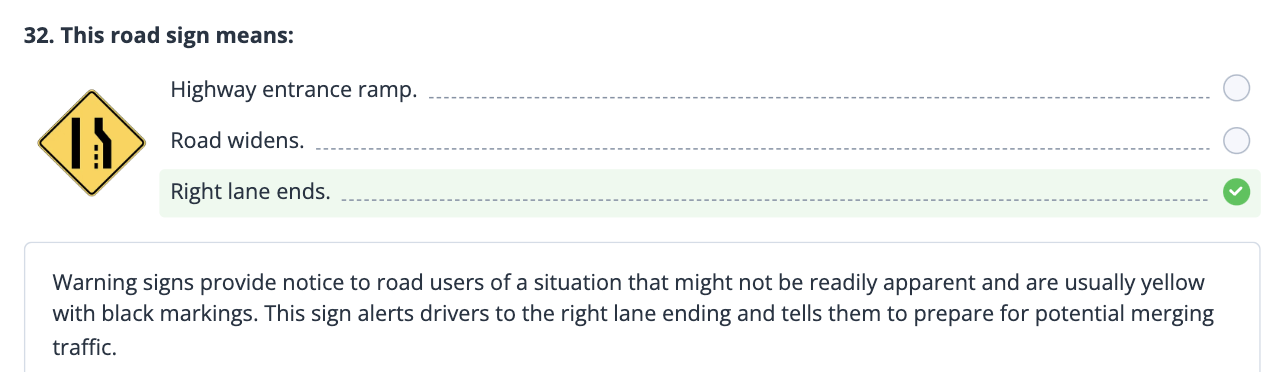 32. This road sign means:
Highway entrance ramp.
Road widens.
Right lane ends.
Warning signs provide notice to road users of a situation that might not be readily apparent and are usually yellow
with black markings. This sign alerts drivers to the right lane ending and tells them to prepare for potential merging
traffic.